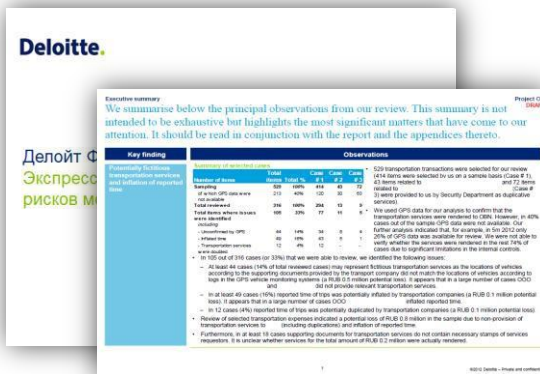 Deloitte.
Делойт Ф
Экспресс
рисков м
Executive summary
Project O
DRA
We summarise below the principal observations from our review. This summary is not
intended to be exhaustive but highlights the most significant matters that have come to our
attention. It should be read in conjunction with the report and the appendices thereto.
Key finding
Observations
Potentially fictitious
transportation services
and inflation of reported
time
Summary of selected cases
Number of items
Total
items
Total %
Case
# 1
Case
# 2
Case
# 3
Sampling
529 100% 414 43 72
of which GPS data were
not available
213 40%
Total reviewed
316 100% 294 13 9
Total items where issues
were identified
105 33% 77 11
including:
- Unconfirmed by GPS
44 14% 34
- Inflated time
- Transportation services
were doubled
12 4% 12 - -
• 529 transportation transactions were selected for our review
(414 items were selected by us on a sample basis (Case # 1),
43 items related to and 72 items
related to (Case #
3) were provided to us by Security Department as duplicative
services)
• We used GPS data for our analysis to confirm that the
transportation services were rendered to DBN. However, in 40%
cases out of the sample GPS data were not available. Our
further analysis indicated that, for example, in 5m 2012 only
26% of GPS data was available for review. We were not able to
verify whether the services were rendered in the rest 74% of
cases due to significant limitations in the internal controls.
• In 105 out of 316 cases (or 33%) that we were able to review, we identified the following issues:
– At least 44 cases (14% of total reviewed cases) may represent fictitious transportation services as the locations of vehicles
according to the supporting documents provided by the transport company did not match the locations of vehicles according to
logs in the GPS vehicle monitoring systems (a RUB 0.5 million potential loss). It appears that in a large number of cases OOO
and did not provide relevant transportation services.
– In at least 49 cases (16%) reported time of trips was potentially inflated by transportation companies (a RUB 0.1 million potential
loss). It appears that in a large number of cases OOO inflated reported time.
– In 12 cases (4%) reported time of trips was potentially duplicated by transportation companies (a RUB 0.1 million potential loss).
• Review of selected transportation expenses indicated a potential loss of RUB 0.8 million in the sample due to non-provision of
transportation services to (including duplications) and inflation of reported time.
• Furthermore, in at least 18 cases supporting documents for transportation services do not contain necessary stamps of services
requestors. It is unclear whether services for the total amount of RUB 0.2 million were actually rendered.
1
©2012 Deloitte – Private and confidential